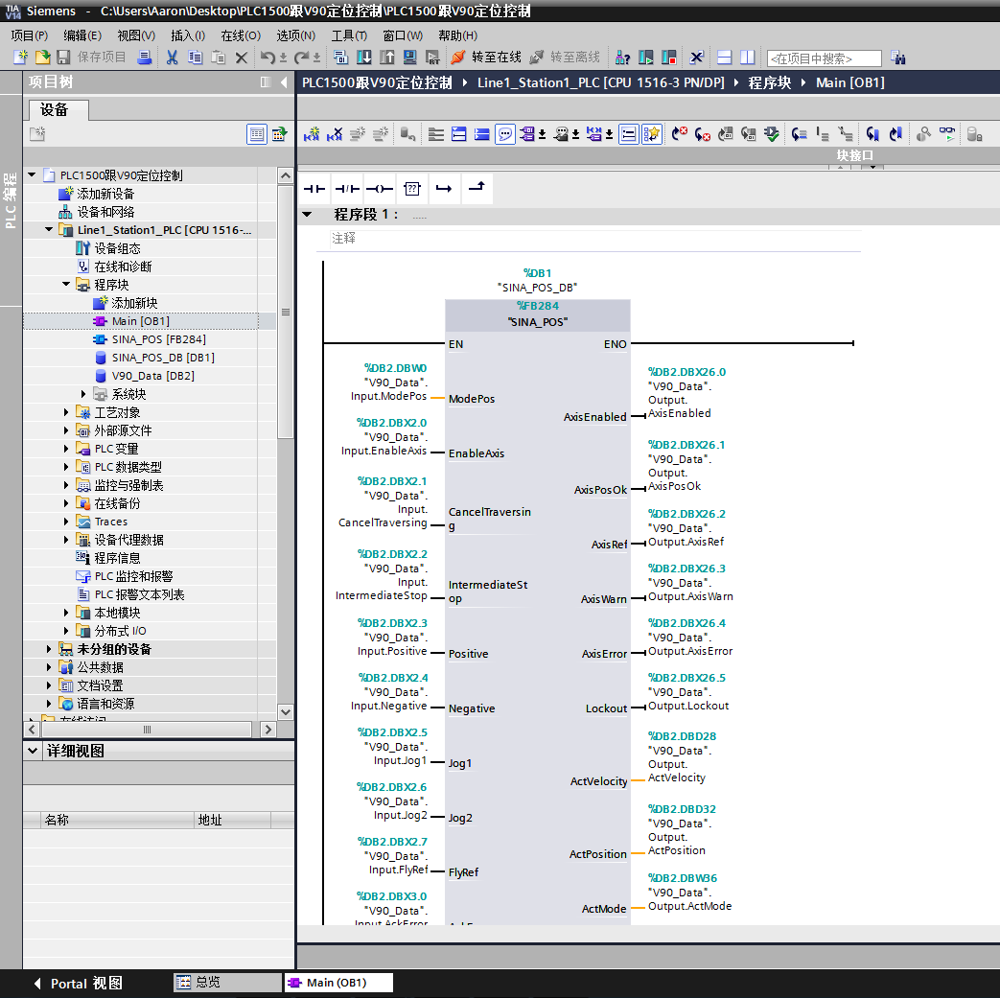 TIA
V14
Siemens - C:\Users\Aaron\Desktop\PLC1500跟V90定位控制\PLC1500跟V90定位控制
项目(P) 编辑(E) 视图(V) 插入(I) 在线(O) 选项(N) 工具(T) 窗口(W) 帮助(H)
保存项目 转至在线 转至离线 <在项目中搜索>
项目树
PLC1500跟V90定位控制 Line1_Station1_PLC [CPU 1516-3 PN/DP] 程序块 Main [OB1]
设备
块接口
PLC 编程
PLC1500跟V90定位控制
添加新设备
设备和网络
Line1_Station1_PLC [CPU 1516-...
设备组态
在线和诊断
程序块
添加新块
Main [OB1]
SINA_POS [FB284]
SINA_POS_DB [DB1]
V90_Data [DB2]
系统块
工艺对象
外部源文件
PLC 变量
PLC 数据类型
监控与强制表
在线备份
Traces
设备代理数据
程序信息
PLC 监控和报警
PLC 报警文本列表
本地模块
分布式 I/O
未分组的设备
公共数据
文档设置
语言和资源
在线访问
详细视图
名称 地址
程序段 1： .....
注释
%DB1
"SINA_POS_DB"
%FB284
"SINA_POS"
EN ENO
%DB2.DBW0
"V90_Data".
Input.ModePos
ModePos
%DB2.DBX2.0
"V90_Data".
Input.EnableAxis
EnableAxis
%DB2.DBX2.1
"V90_Data".
Input.
CancelTraversing
CancelTraversin
g
%DB2.DBX2.2
"V90_Data".
Input.
IntermediateStop
IntermediateSt
op
%DB2.DBX2.3
"V90_Data".
Input.Positive
Positive
%DB2.DBX2.4
"V90_Data".
Input.Negative
Negative
%DB2.DBX2.5
"V90_Data".
Input.Jog1
Jog1
%DB2.DBX2.6
"V90_Data".
Input.Jog2
Jog2
%DB2.DBX2.7
"V90_Data".
Input.FlyRef
FlyRef
%DB2.DBX3.0
"V90_Data".
Input.AckError
AxisEnabled
%DB2.DBX26.0
"V90_Data".
Output.
AxisEnabled
AxisPosOk
%DB2.DBX26.1
"V90_Data".
Output.
AxisPosOk
AxisRef
%DB2.DBX26.2
"V90_Data".
Output.AxisRef
AxisWarn
%DB2.DBX26.3
"V90_Data".
Output.AxisWarn
AxisError
%DB2.DBX26.4
"V90_Data".
Output.AxisError
Lockout
%DB2.DBX26.5
"V90_Data".
Output.Lockout
ActVelocity
%DB2.DBD28
"V90_Data".
Output.
ActVelocity
ActPosition
%DB2.DBD32
"V90_Data".
Output.
ActPosition
ActMode
%DB2.DBW36
"V90_Data".
Output.ActMode
Portal 视图 总览 Main (OB1)